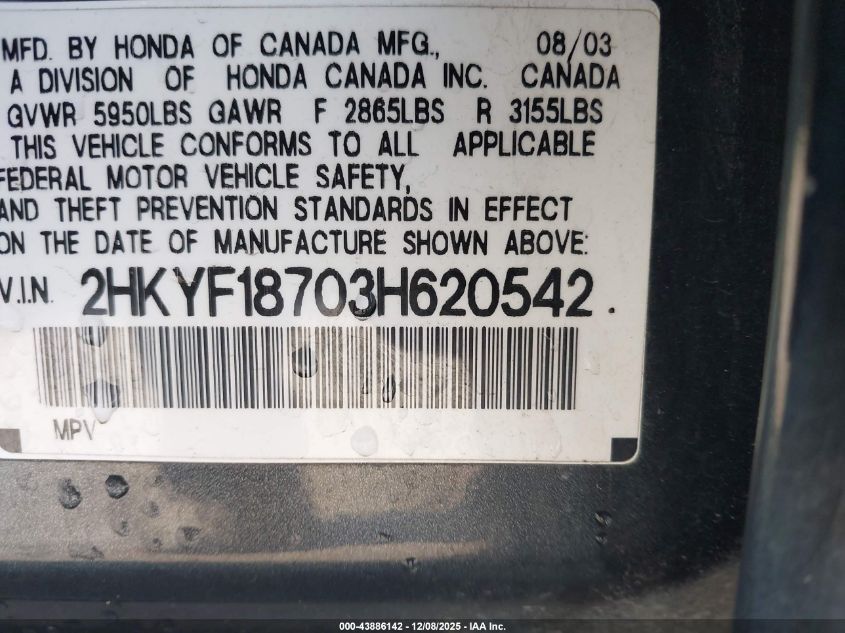 MFD. BY HONDA OF CANADA MFG., 08/03
A DIVISION OF HONDA CANADA INC. CANADA
GVWR 5950LBS GAWR F 2865LBS R 3155LBS
THIS VEHICLE CONFORMS TO ALL APPLICABLE
FEDERAL MOTOR VEHICLE SAFETY,
AND THEFT PREVENTION STANDARDS IN EFFECT
ON THE DATE OF MANUFACTURE SHOWN ABOVE:
V.I.N. 2HKYF18703H620542.
MPV
000-43886142 - 12/08/2025 - IAA Inc.